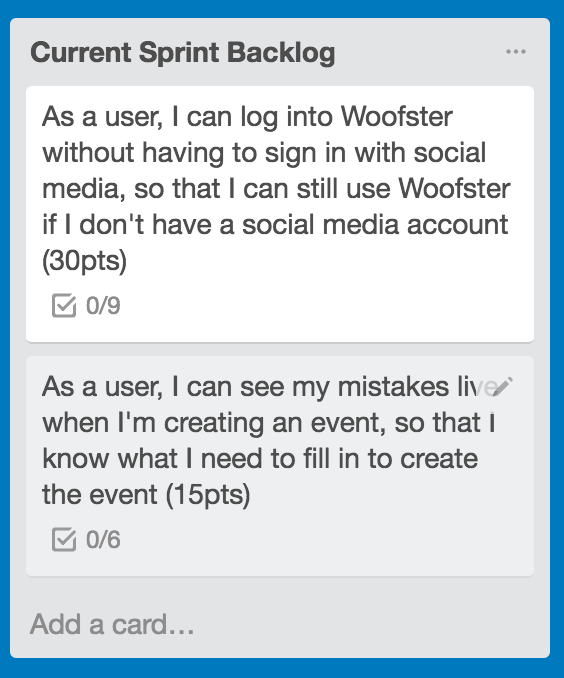 Current Sprint Backlog
As a user, I can log into Woofster
without having to sign in with social
media, so that I can still use Woofster
if I don't have a social media account
(30pts)
0/9
As a user, I can see my mistakes live
when I'm creating an event, so that I
know what I need to fill in to create
the event (15pts)
0/6
Add a card...